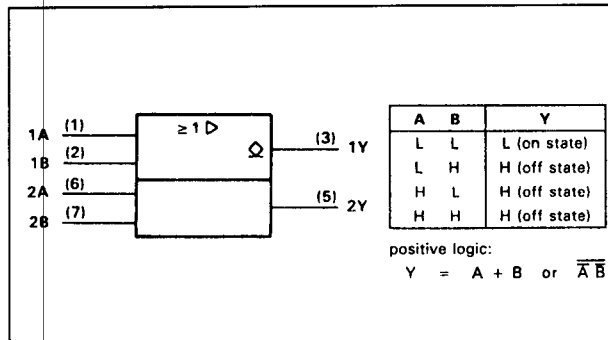 ≥ 1 ▷
1A (1)
1B (2)
2A (6)
2B (7)
(3) 1Y
(5) 2Y
A B Y
L L L (on state)
L H H (off state)
H L H (off state)
H H H (off state)
positive logic:
Y = A + B or A̅ B̅